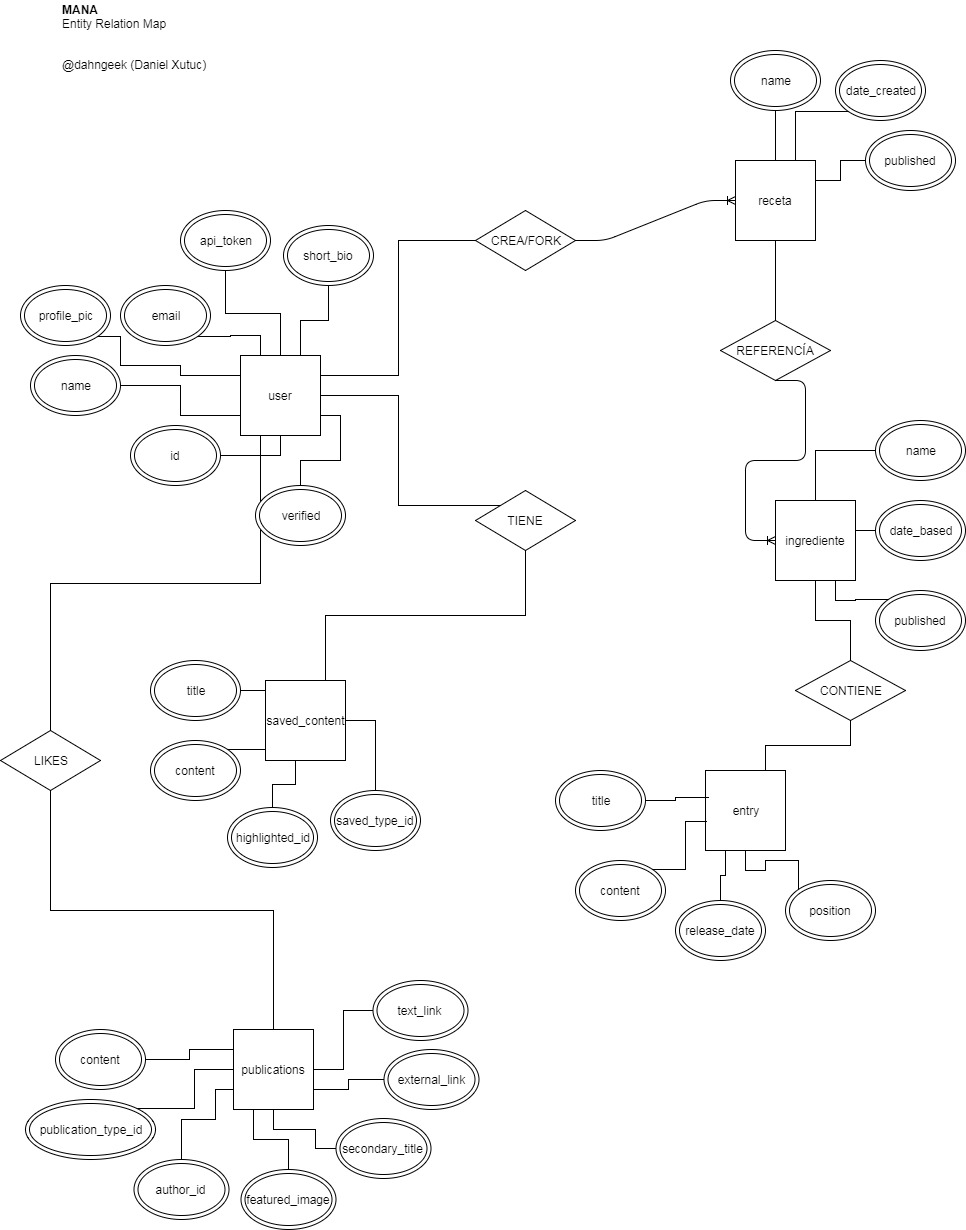 MANA
Entity Relation Map
@dahngeek (Daniel Xutuc)
name
date_created
published
receta
api_token
short_bio
CREA/FORK
profile_pic
email
name
user
REFERENCÍA
id
verified
TIENE
name
date_based
ingrediente
published
title
saved_content
CONTIENE
LIKES
content
highlighted_id
saved_type_id
title
entry
content
release_date
position
text_link
content
publications
external_link
publication_type_id
secondary_title
author_id
featured_image